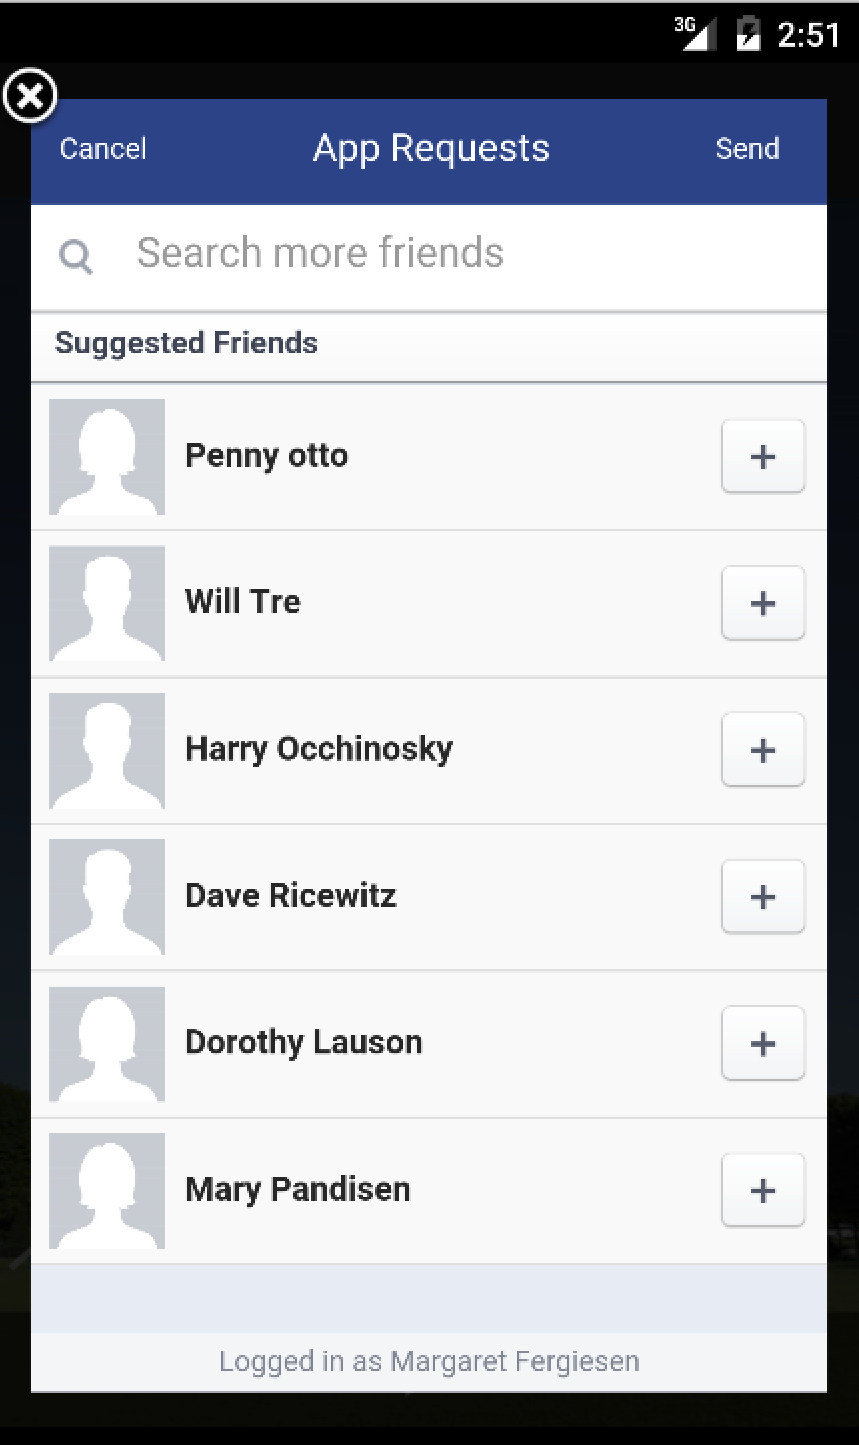 3G 2:51
Cancel App Requests Send
Search more friends
Suggested Friends
Penny otto
+
Will Tre
+
Harry Occhinosky
+
Dave Ricewitz
+
Dorothy Lauson
+
Mary Pandisen
+
Logged in as Margaret Fergiesen